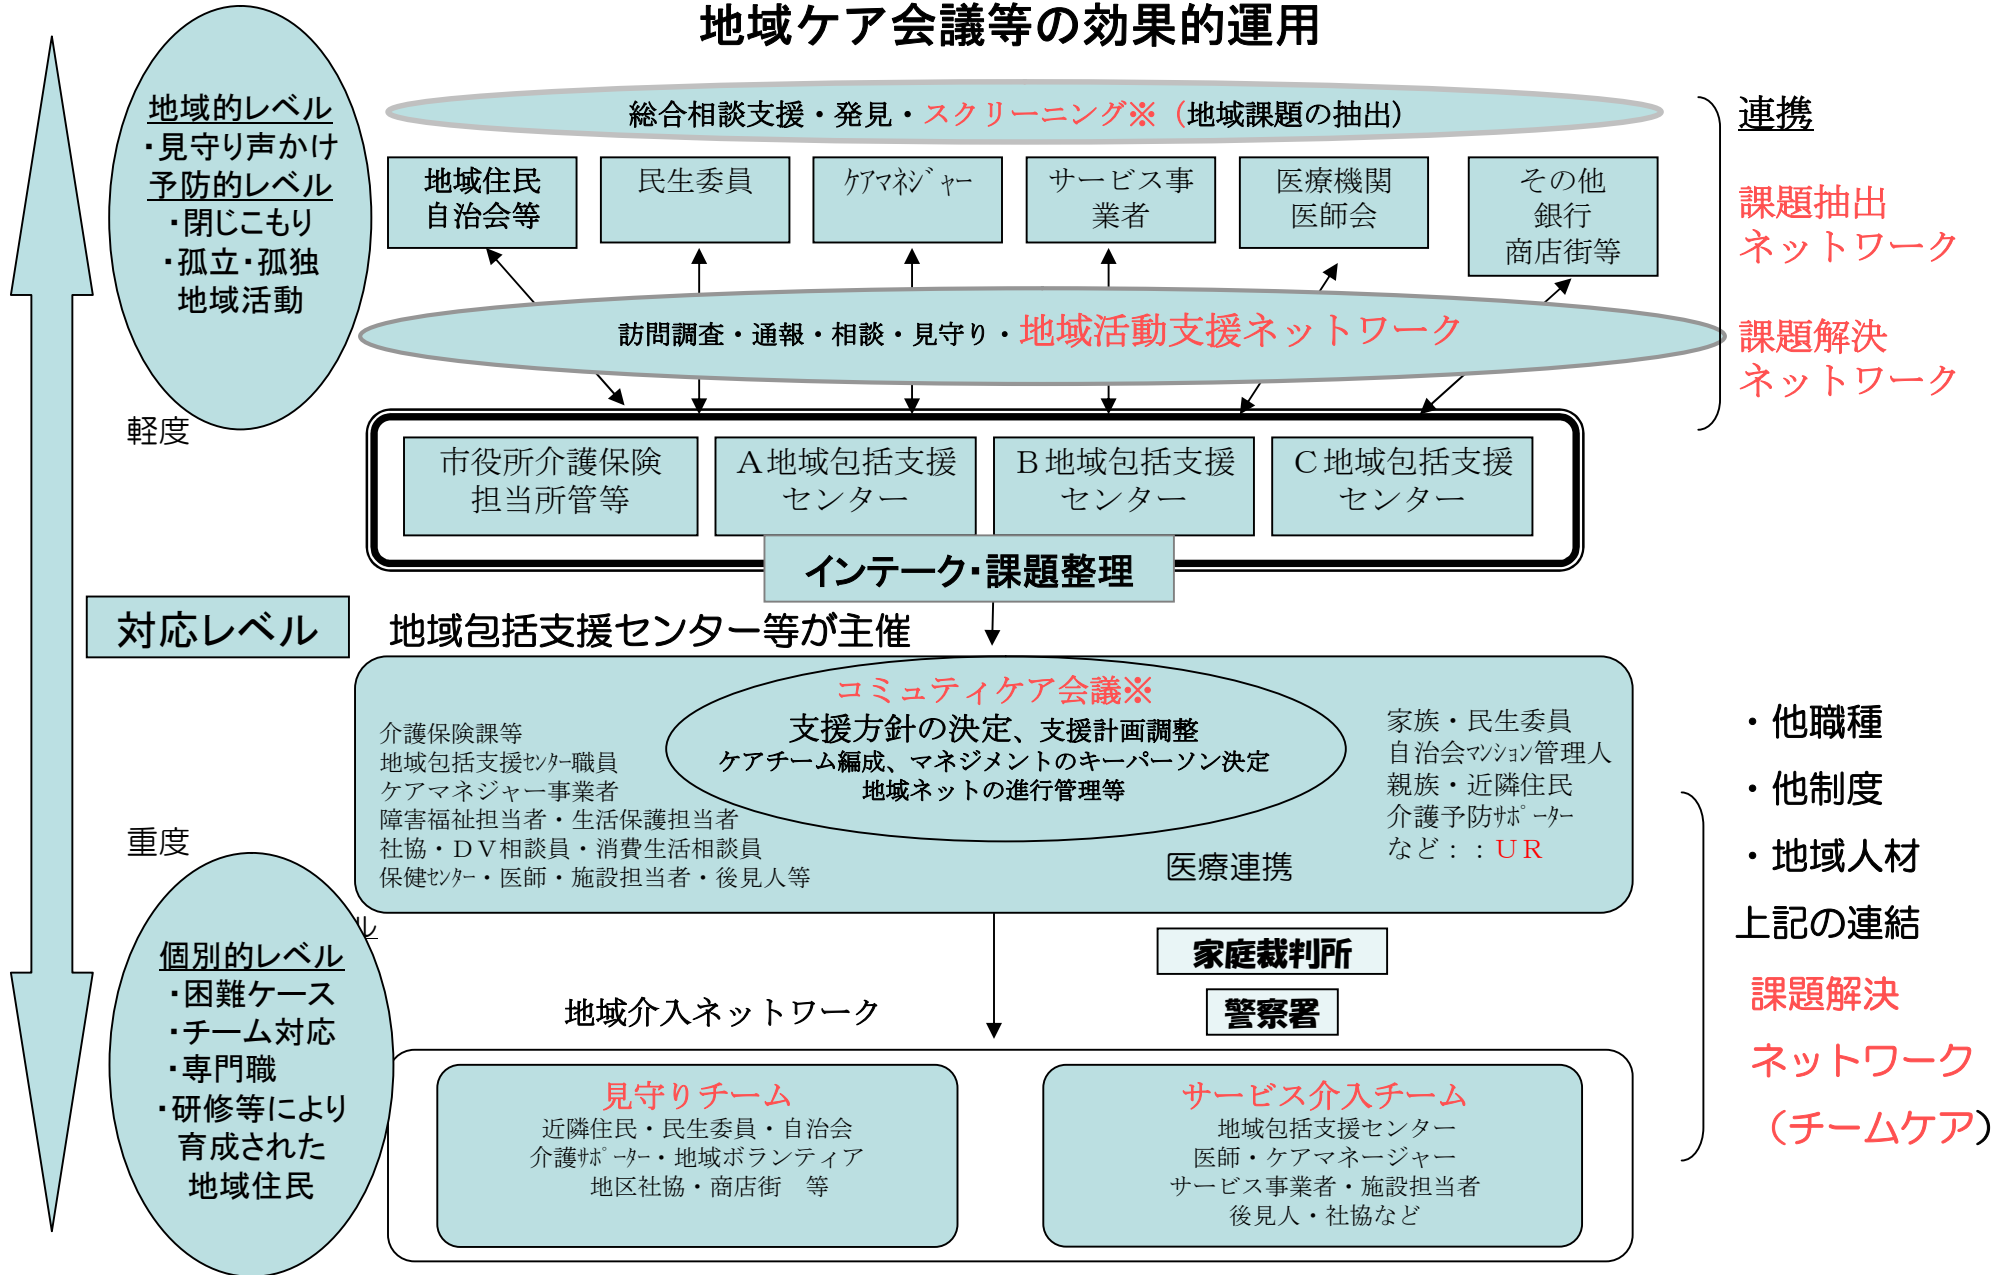 地域ケア会議等の効果的運用
地域的レベル
・見守り声かけ
予防的レベル
・閉じこもり
・孤立・孤独
地域活動
軽度
総合相談支援・発見・スクリーニング※（地域課題の抽出）
地域住民
自治会等
民生委員
ｹｱﾏﾈｼﾞｬｰ
サービス事
業者
医療機関
医師会
その他
銀行
商店街等
訪問調査・通報・相談・見守り・地域活動支援ネットワーク
連携
課題抽出
ネットワーク
課題解決
ネットワーク
市役所介護保険
担当所管等
Ａ地域包括支援
センター
Ｂ地域包括支援
センター
Ｃ地域包括支援
センター
インテーク・課題整理
対応レベル
地域包括支援センター等が主催
コミュティケア会議※
支援方針の決定、支援計画調整
ケアチーム編成、マネジメントのキーパーソン決定
地域ネットの進行管理等
介護保険課等
地域包括支援ｾﾝﾀｰ職員
ケアマネジャー事業者
障害福祉担当者・生活保護担当者
社協・ＤＶ相談員・消費生活相談員
保健ｾﾝﾀｰ・医師・施設担当者・後見人等
家族・民生委員
自治会ﾏﾝｼｮﾝ管理人
親族・近隣住民
介護予防ｻﾎﾟｰﾀｰ
など：：ＵＲ
医療連携
重度
ル
個別的レベル
・困難ケース
・チーム対応
・専門職
・研修等により
育成された
地域住民
家庭裁判所
警察署
地域介入ネットワーク
見守りチーム
近隣住民・民生委員・自治会
介護ｻﾎﾟｰﾀｰ・地域ボランティア
地区社協・商店街　等
サービス介入チーム
地域包括支援センター
医師・ケアマネージャー
サービス事業者・施設担当者
後見人・社協など
・他職種
・他制度
・地域人材
上記の連結
課題解決
ネットワーク
（チームケア）